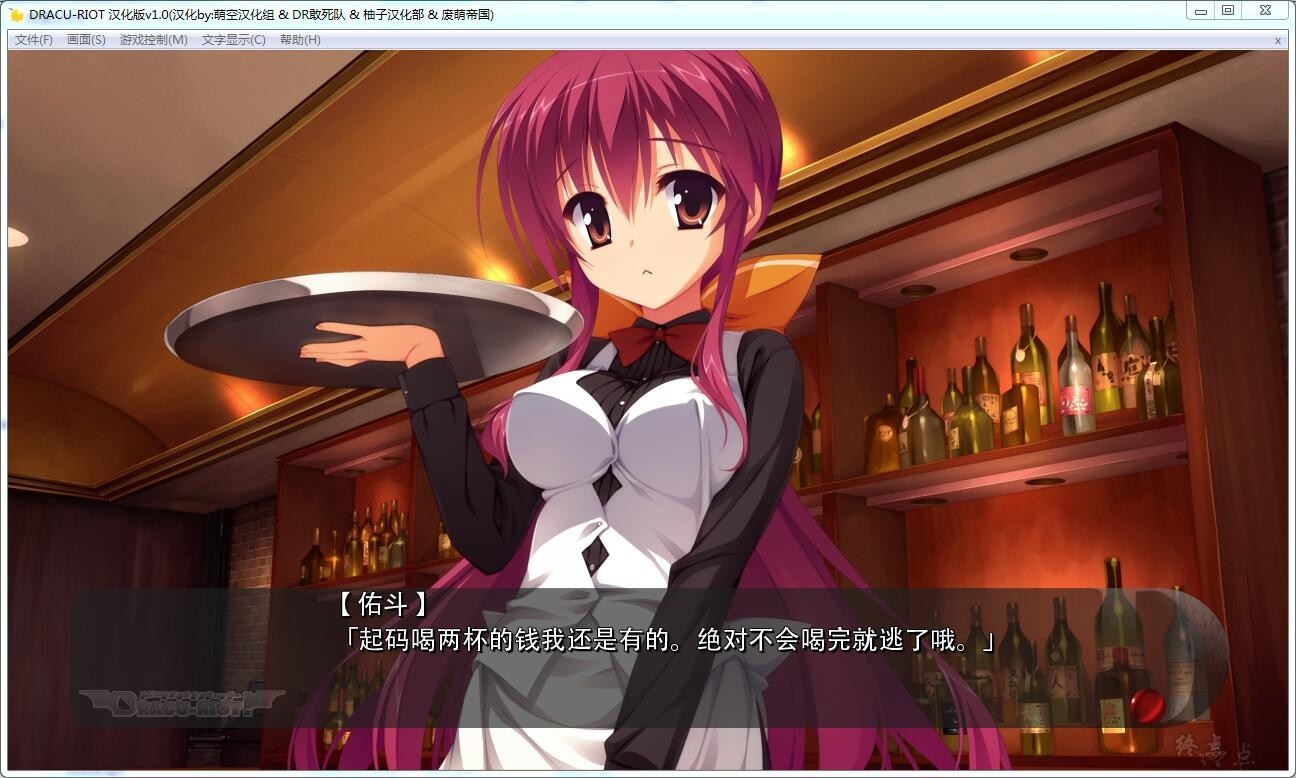 DRACU-RIOT 汉化版v1.0(汉化by:萌空汉化组 & DR敢死队 & 柚子汉化部 & 废萌帝国)
文件(F) 画面(S) 游戏控制(M) 文字显示(C) 帮助(H)
【佑斗】
「起码喝两杯的钱我还是有的。绝对不会喝完就逃了哦。」
DRACU-RIOT!